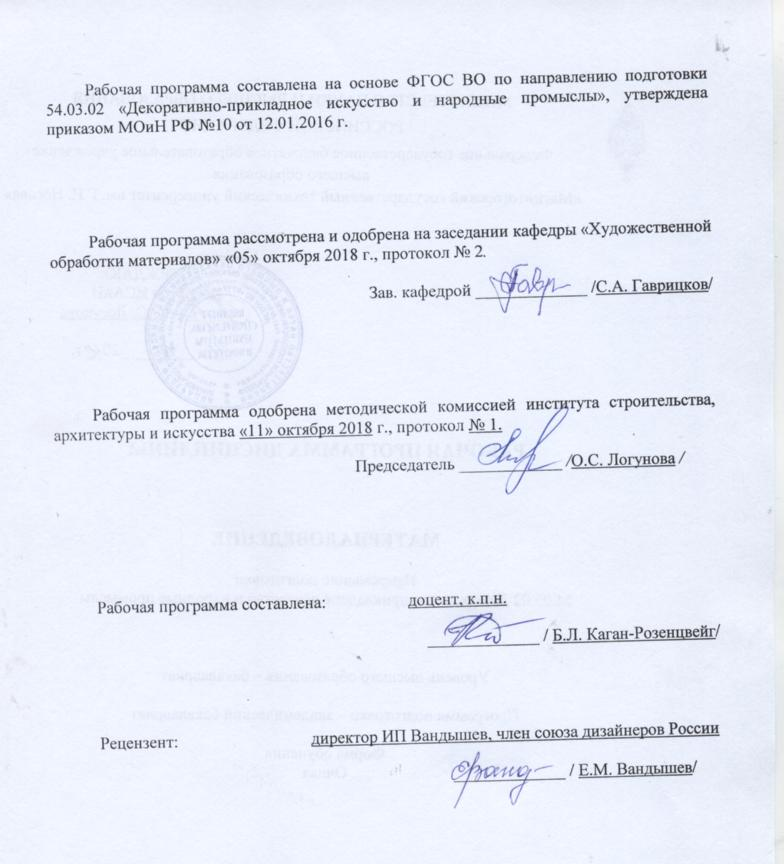 Рабочая программа составлена на основе ФГОС ВО по направлению подготовки
54.03.02 «Декоративно-прикладное искусство и народные промыслы», утверждена
приказом МОиН РФ №10 от 12.01.2016 г.
Рабочая программа рассмотрена и одобрена на заседании кафедры «Художественной
обработки материалов» «05» октября 2018 г., протокол № 2.
Зав. кафедрой _____________ /С.А. Гаврицков/
Рабочая программа одобрена методической комиссией института строительства,
архитектуры и искусства «11» октября 2018 г., протокол № 1.
Председатель ____________ /О.С. Логунова /
Рабочая программа составлена: доцент, к.п.н.
_____________ / Б.Л. Каган-Розенцвейг/
Рецензент: директор ИП Вандышев, член союза дизайнеров России
_____________ / Е.М. Вандышев/